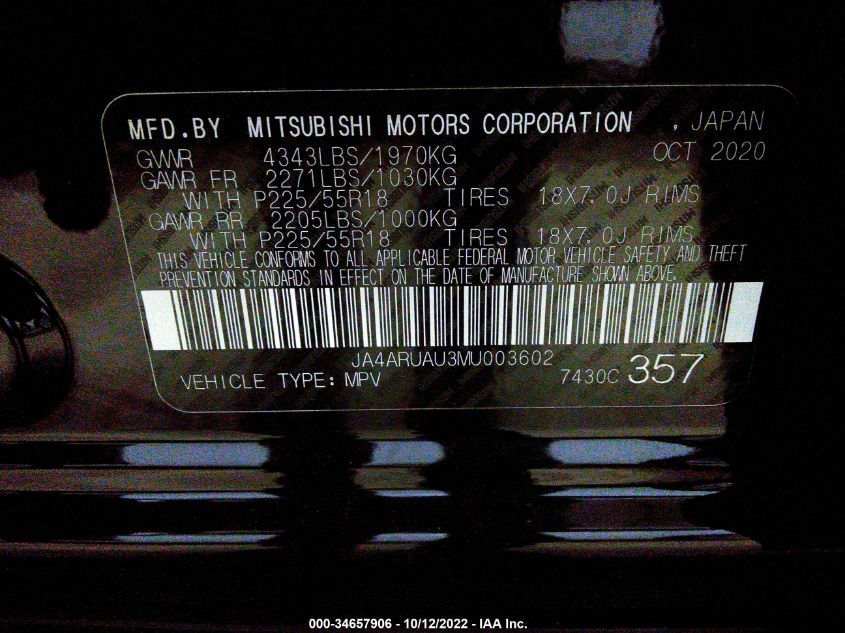 MFD.BY MITSUBISHI MOTORS CORPORATION , JAPAN
GVWR 4343LBS/1970KG OCT 2020
GAWR FR 2271LBS/1030KG
WITH P225/55R18 TIRES 18X7.0J RIMS
GAWR RR 2205LBS/1000KG
WITH P225/55R18 TIRES 18X7.0J RIMS
THIS VEHICLE CONFORMS TO ALL APPLICABLE FEDERAL MOTOR VEHICLE SAFETY AND THEFT
PREVENTION STANDARDS IN EFFECT ON THE DATE OF MANUFACTURE SHOWN ABOVE.
JA4ARUAU3MU003602
VEHICLE TYPE: MPV 7430C 357
000-34657906 - 10/12/2022 - IAA Inc.